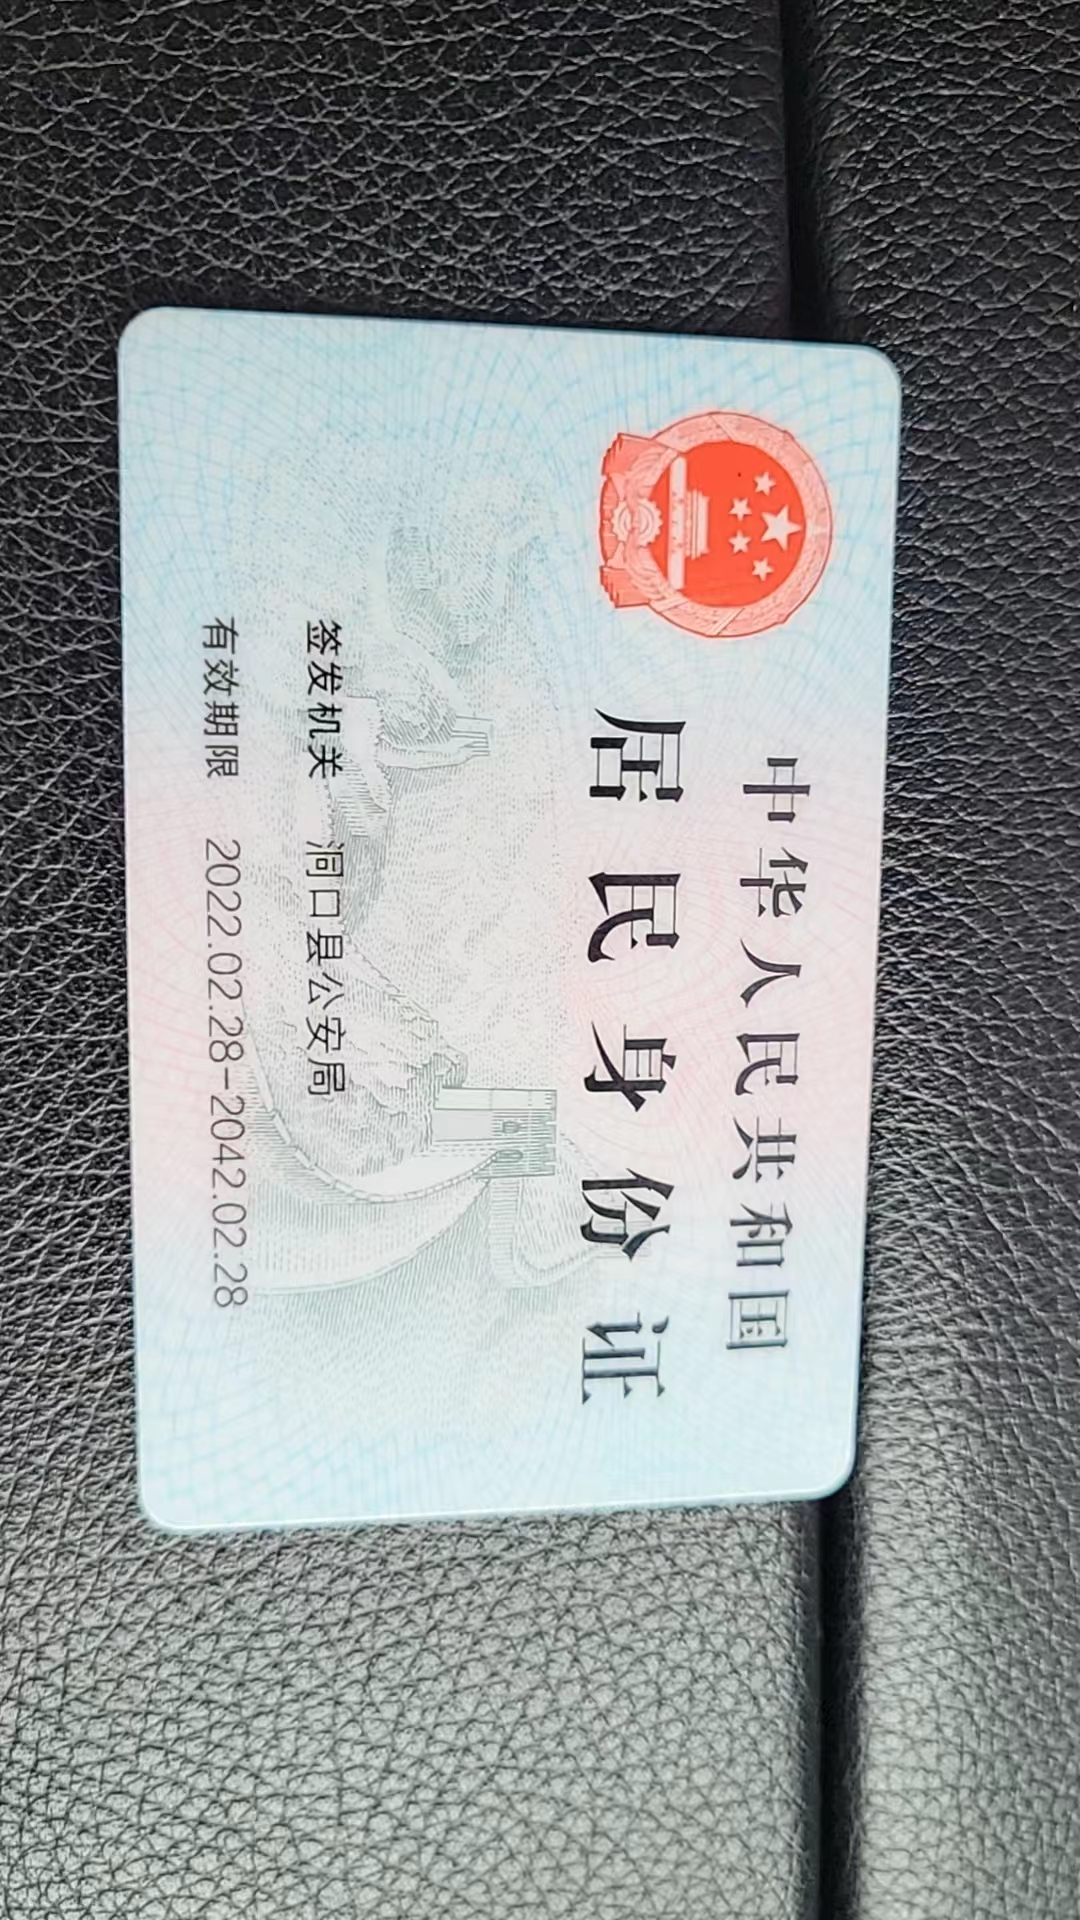 中华人民共和国
居民身份证
签发机关 洞口县公安局
有效期限 2022.02.28-2042.02.28